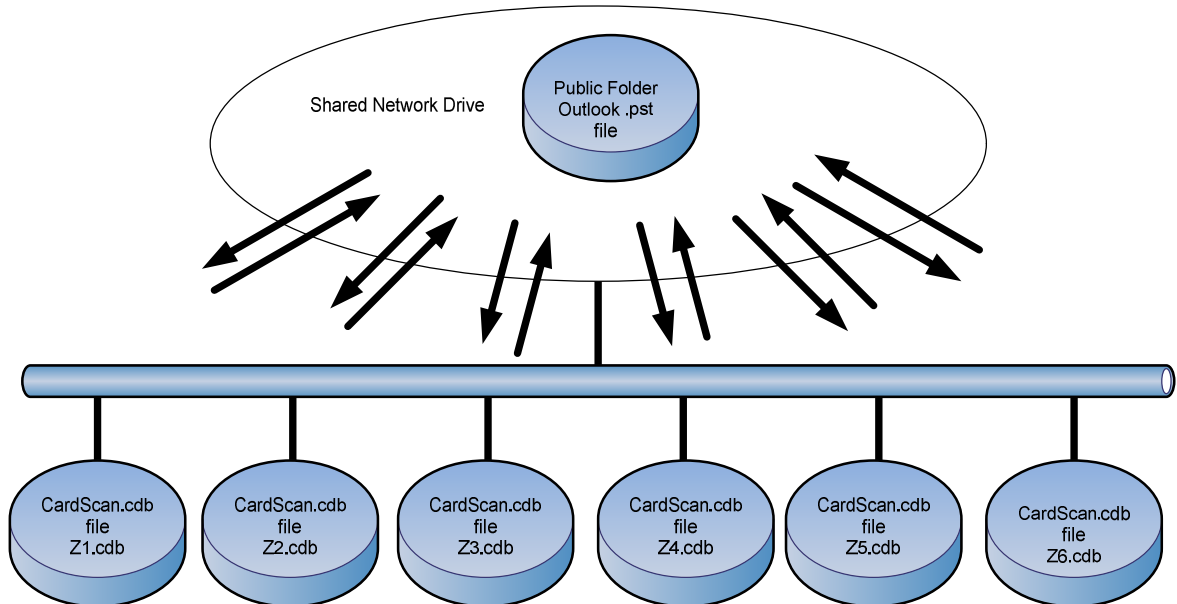 Public Folder
Outlook .pst
file
Shared Network Drive
CardScan.cdb
file
Z1.cdb
CardScan.cdb
file
Z2.cdb
CardScan.cdb
file
Z3.cdb
CardScan.cdb
file
Z4.cdb
CardScan.cdb
file
Z5.cdb
CardScan.cdb
file
Z6.cdb